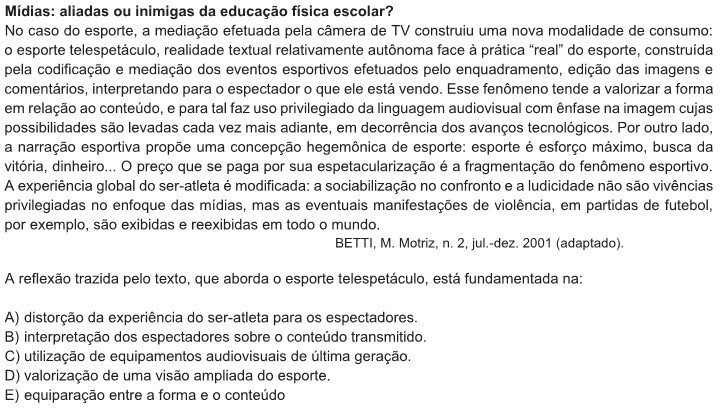 Mídias: aliadas ou inimigas da educação física escolar?
No caso do esporte, a mediação efetuada pela câmera de TV construiu uma nova modalidade de consumo:
o esporte telespetáculo, realidade textual relativamente autônoma face à prática “real” do esporte, construída
pela codificação e mediação dos eventos esportivos efetuados pelo enquadramento, edição das imagens e
comentários, interpretando para o espectador o que ele está vendo. Esse fenômeno tende a valorizar a forma
em relação ao conteúdo, e para tal faz uso privilegiado da linguagem audiovisual com ênfase na imagem cujas
possibilidades são levadas cada vez mais adiante, em decorrência dos avanços tecnológicos. Por outro lado,
a narração esportiva propõe uma concepção hegemônica de esporte: esporte é esforço máximo, busca da
vitória, dinheiro... O preço que se paga por sua espetacularização é a fragmentação do fenômeno esportivo.
A experiência global do ser-atleta é modificada: a sociabilização no confronto e a ludicidade não são vivências
privilegiadas no enfoque das mídias, mas as eventuais manifestações de violência, em partidas de futebol,
por exemplo, são exibidas e reexibidas em todo o mundo.
BETTI, M. Motriz, n. 2, jul.-dez. 2001 (adaptado).
A reflexão trazida pelo texto, que aborda o esporte telespetáculo, está fundamentada na:
A) distorção da experiência do ser-atleta para os espectadores.
B) interpretação dos espectadores sobre o conteúdo transmitido.
C) utilização de equipamentos audiovisuais de última geração.
D) valorização de uma visão ampliada do esporte.
E) equiparação entre a forma e o conteúdo